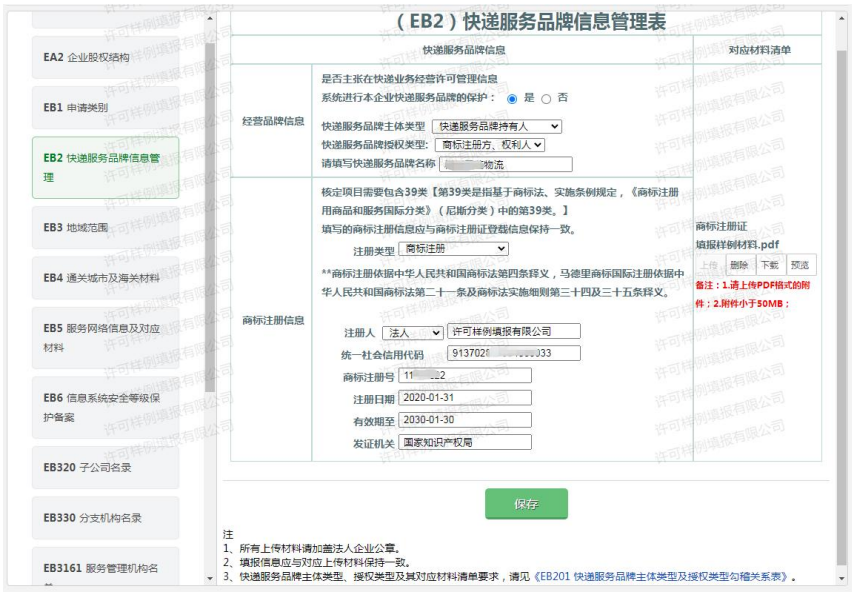 （EB2）快递服务品牌信息管理表
EA2 企业股权结构
EB1 申请类别
EB2 快递服务品牌信息管
理
EB3 地域范围
EB4 通关城市及海关材料
EB5 服务网络信息及对应
材料
EB6 信息系统安全等级保
护备案
EB320 子公司名录
EB330 分支机构名录
EB3161 服务管理机构名
快递服务品牌信息
对应材料清单
经营品牌信息
是否主张在快递业务经营许可管理信息
系统进行本企业快递服务品牌的保护： 是 否
快递服务品牌主体类型 快递服务品牌持有人
快递服务品牌授权类型: 商标注册方、权利人
请填写快递服务品牌名称 物流
商标注册信息
核定项目需要包含39类【第39类是指基于商标法、实施条例规定，《商标注册
用商品和服务国际分类》（尼斯分类）中的第39类。】
填写的商标注册信息应与商标注册证登载信息保持一致。
注册类型 商标注册
**商标注册依据中华人民共和国商标法第四条释义，马德里商标国际注册依据中
华人民共和国商标法第二十一条及商标法实施细则第三十四及三十五条释义。
注册人 法人 许可样例填报有限公司
统一社会信用代码 913702 033
商标注册号 11 22
注册日期 2020-01-31
有效期至 2030-01-30
发证机关 国家知识产权局
商标注册证
填报样例材料.pdf
上传 删除 下载 预览
备注：1.请上传PDF格式的附
件；2.附件小于50MB；
保存
注
1、所有上传材料请加盖法人企业公章。
2、填报信息应与对应上传材料保持一致。
3、快递服务品牌主体类型、授权类型及其对应材料清单要求，请见《EB201 快递服务品牌主体类型及授权类型勾稽关系表》。